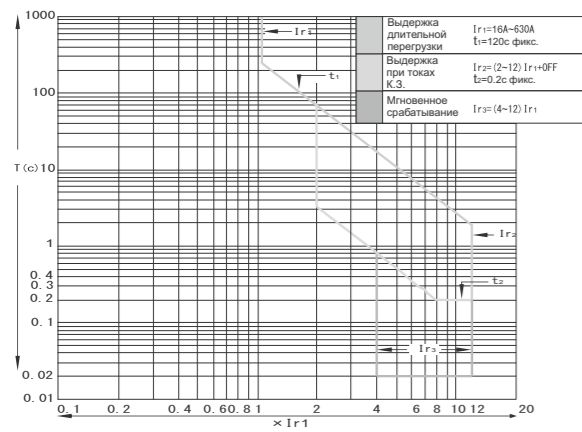 1000
Ir₁
Выдержка
длительной
перегрузки
Ir₁=16A~630A
t₁=120с фикс.
Выдержка
при токах
К.З.
Ir₂=(2~12)Ir₁+OFF
t₂=0.2с фикс.
Мгновенное
срабатывание
Ir₃=(4~12)Ir₁
t₁
100
T(c)
10
Ir₂
1
t₂
0.4
0.3
0.2
0.1
Ir₃
0.02
0.01
0.1 0.2 0.4 0.6 0.8 1 2 4 6 8 10 12 20
×Ir1